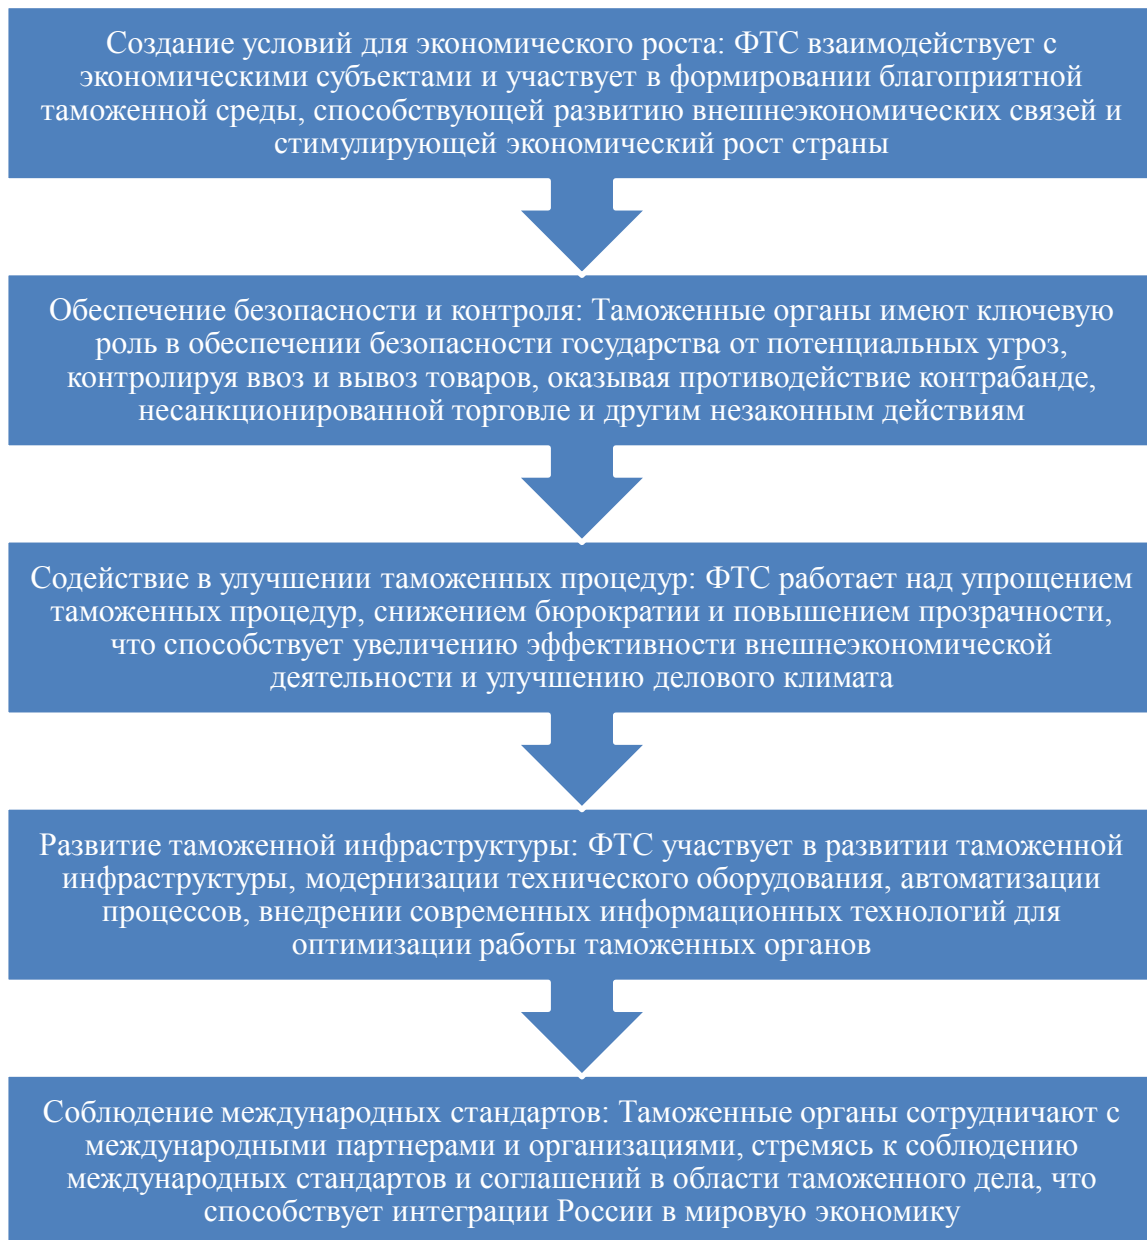 Создание условий для экономического роста: ФТС взаимодействует с
экономическими субъектами и участвует в формировании благоприятной
таможенной среды, способствующей развитию внешнеэкономических связей и
стимулирующей экономический рост страны
Обеспечение безопасности и контроля: Таможенные органы имеют ключевую
роль в обеспечении безопасности государства от потенциальных угроз,
контролируя ввоз и вывоз товаров, оказывая противодействие контрабанде,
несанкционированной торговле и другим незаконным действиям
Содействие в улучшении таможенных процедур: ФТС работает над упрощением
таможенных процедур, снижением бюрократии и повышением прозрачности,
что способствует увеличению эффективности внешнеэкономической
деятельности и улучшению делового климата
Развитие таможенной инфраструктуры: ФТС участвует в развитии таможенной
инфраструктуры, модернизации технического оборудования, автоматизации
процессов, внедрении современных информационных технологий для
оптимизации работы таможенных органов
Соблюдение международных стандартов: Таможенные органы сотрудничают с
международными партнерами и организациями, стремясь к соблюдению
международных стандартов и соглашений в области таможенного дела, что
способствует интеграции России в мировую экономику